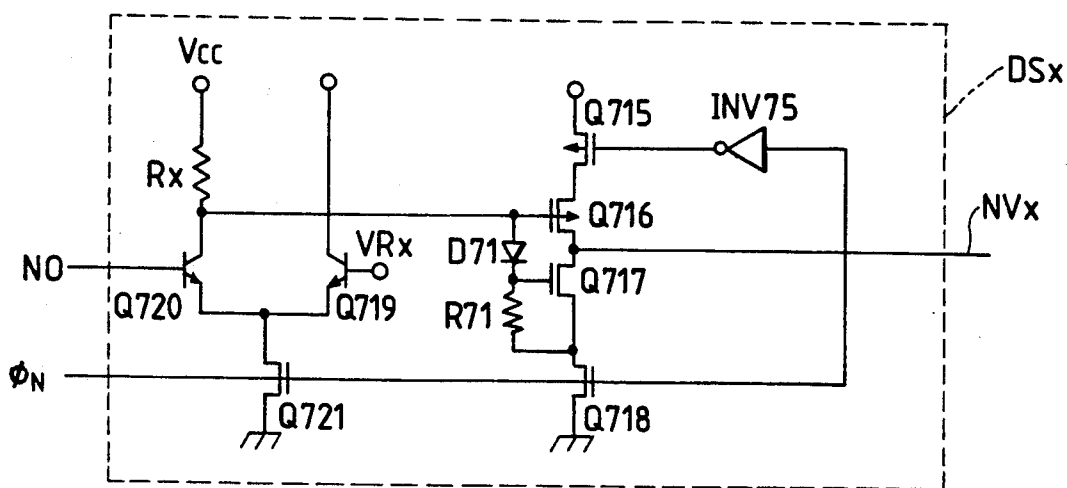 Vcc
DSx
Q715
INV75
Rx
Q716
NVx
D71
VRx
NO
Q720
Q719
Q717
R71
φN
Q721
Q718